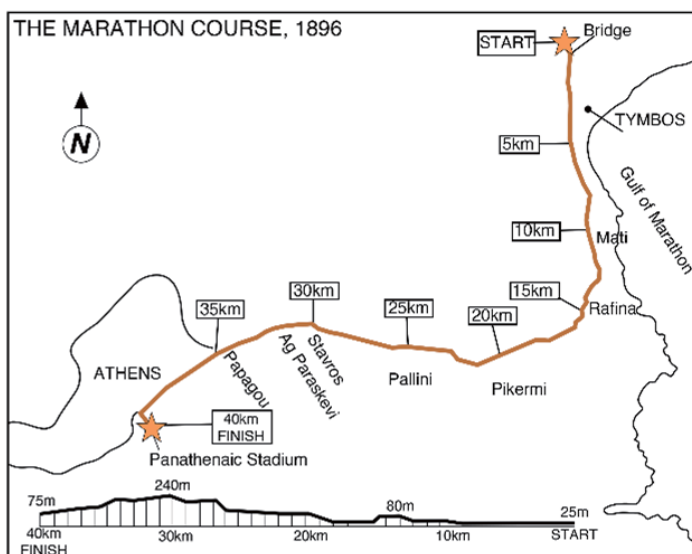 THE MARATHON COURSE, 1896
START
Bridge
N
TYMBOS
5km
Gulf of Marathon
10km
Mati
15km
Rafina
20km
Pikermi
25km
Pallini
30km
Stavros
Ag Paraskevi
35km
Papagou
ATHENS
40km
FINISH
Panathenaic Stadium
75m
240m
80m
25m
40km
30km
20km
10km
START
FINISH